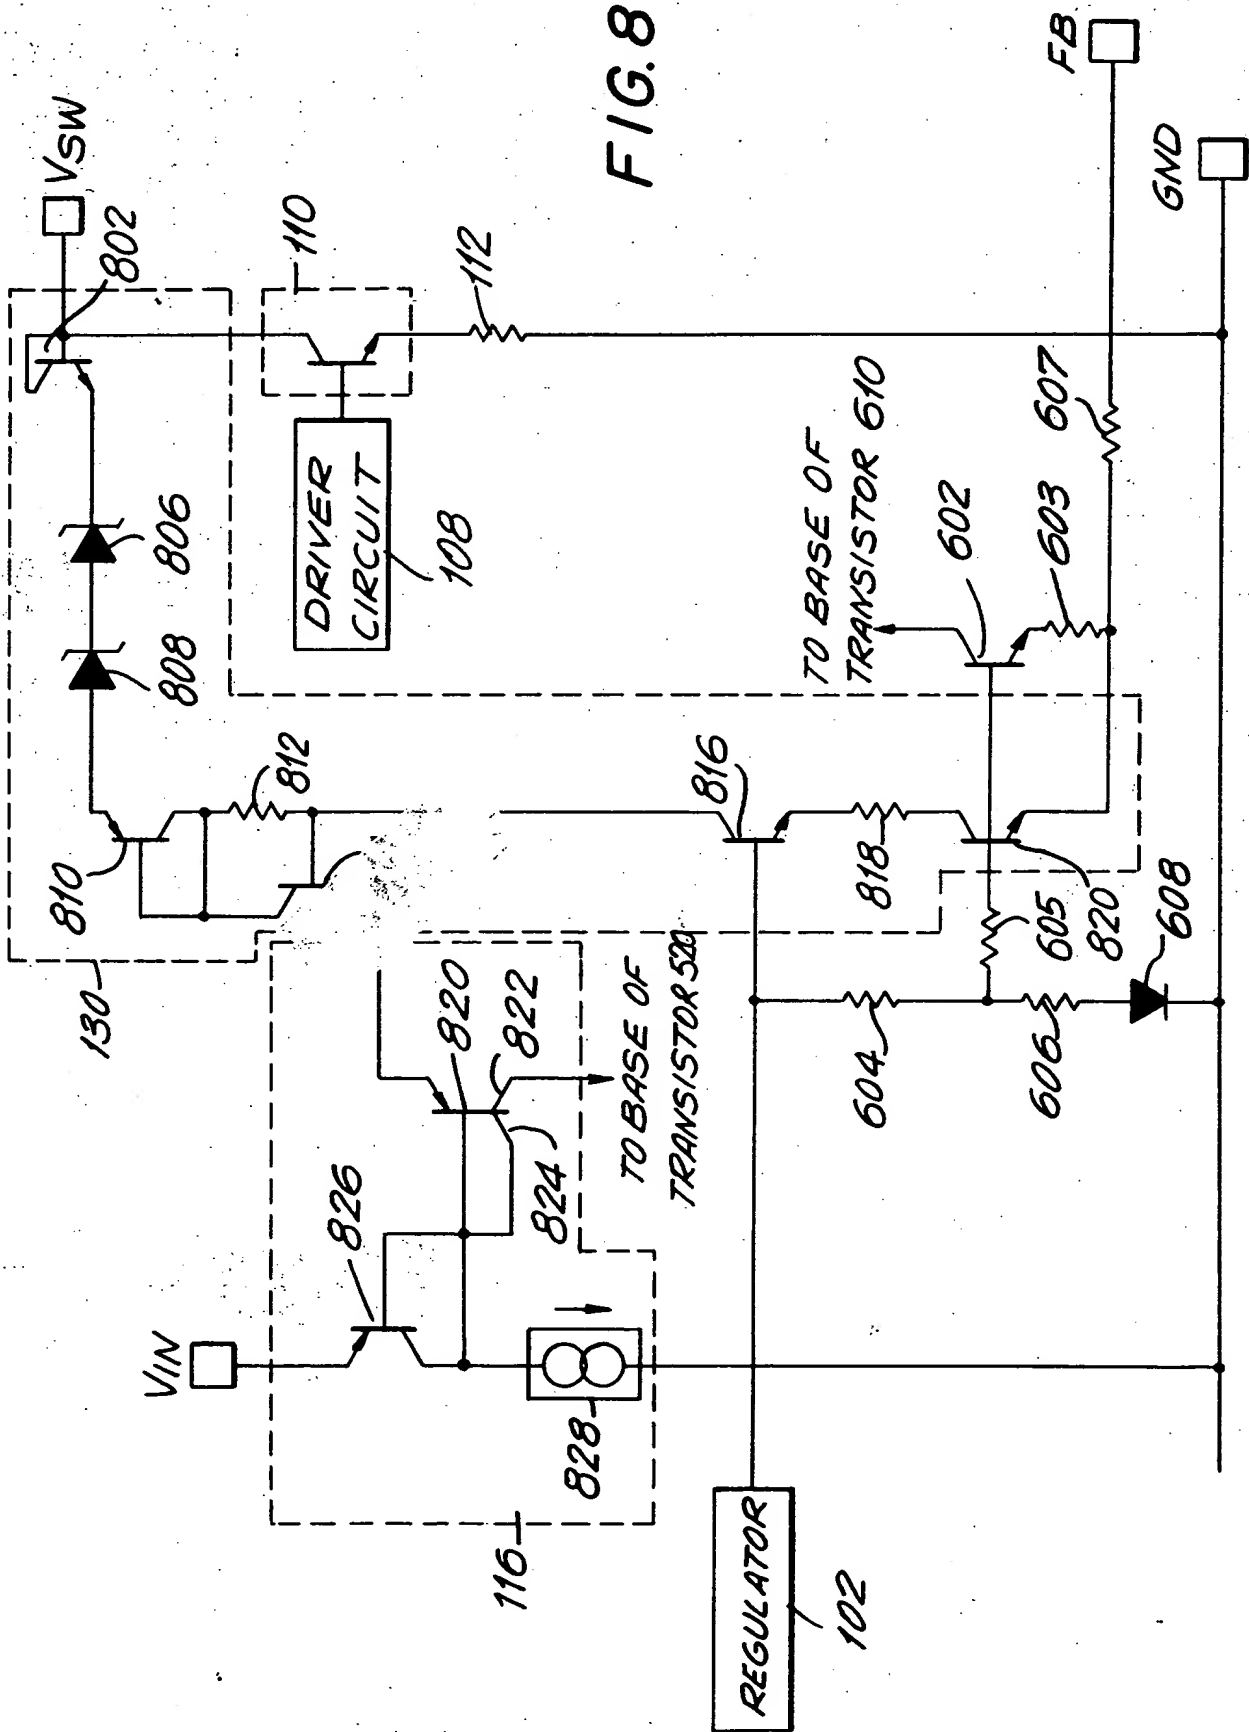 FIG. 8
VSW
802
110
112
FB
GND
806
808
DRIVER
CIRCUIT
108
TO BASE OF
TRANSISTOR 610
602
603
607
810
812
816
818
820
605
608
130
820
822
824
TO BASE OF
TRANSISTOR 520
604
606
826
VIN
828
116
REGULATOR
102